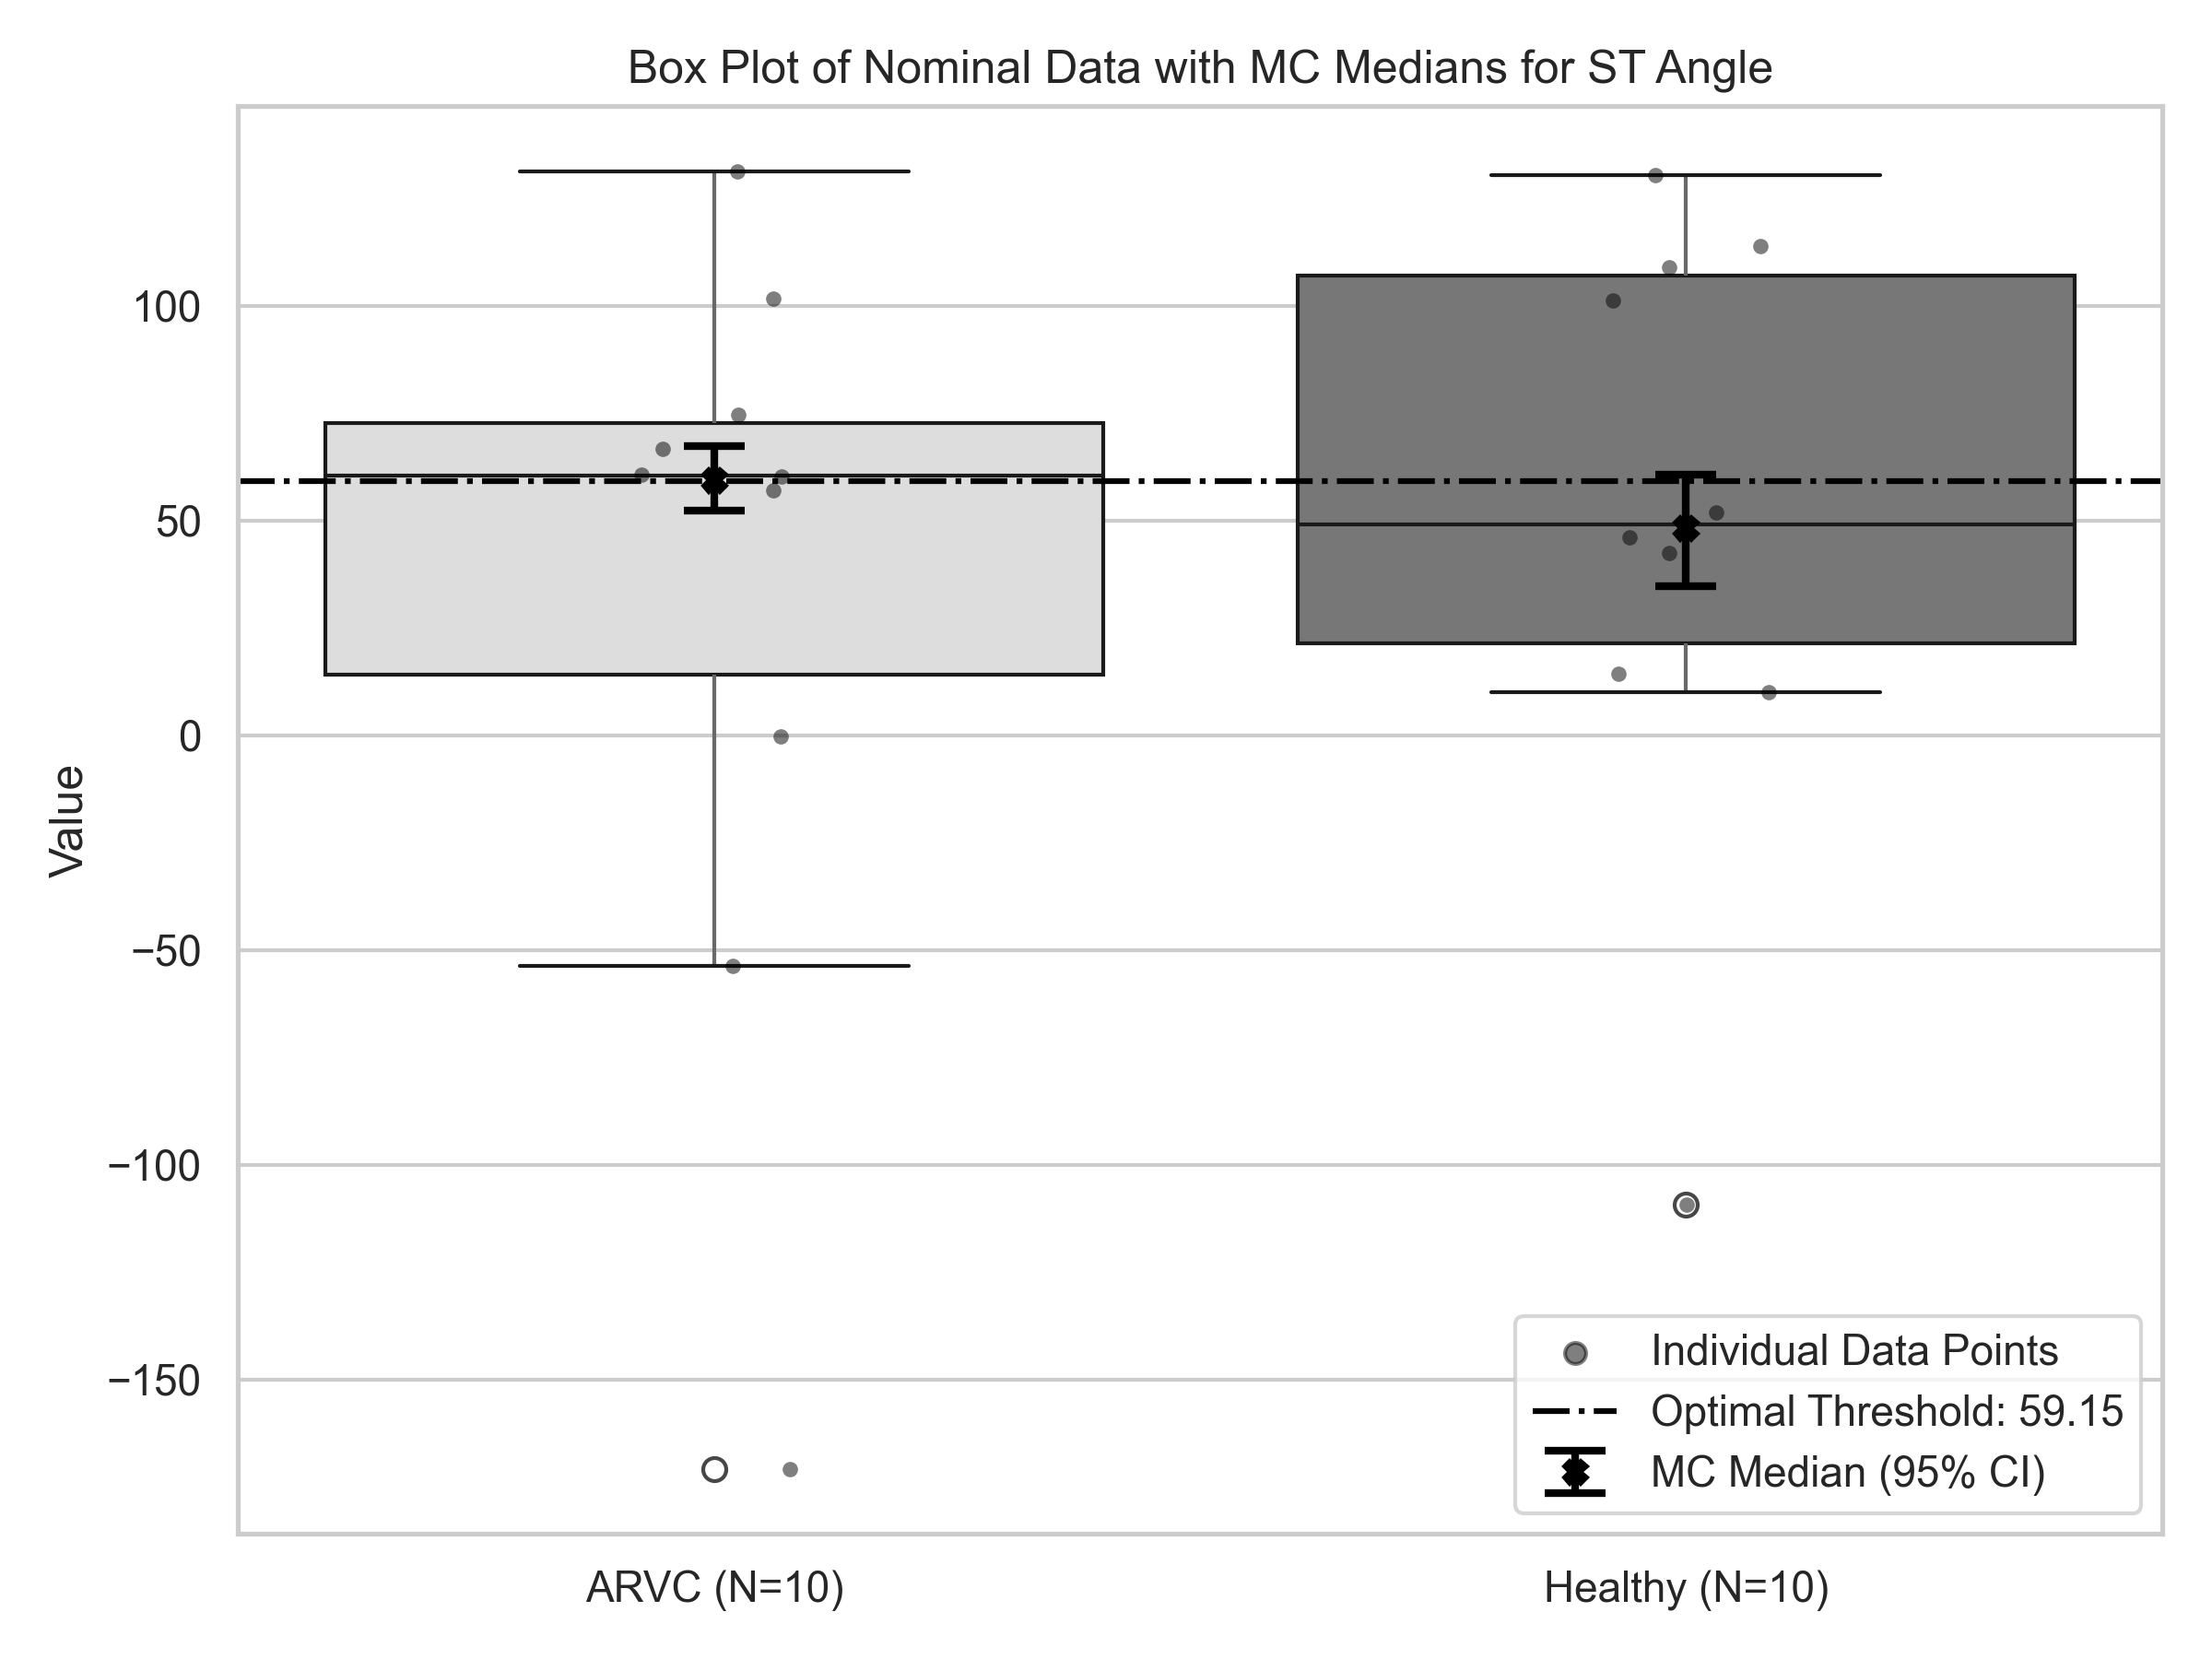 Box Plot of Nominal Data with MC Medians for ST Angle
Value
100
50
0
−50
−100
−150
Individual Data Points
Optimal Threshold: 59.15
MC Median (95% CI)
ARVC (N=10)
Healthy (N=10)